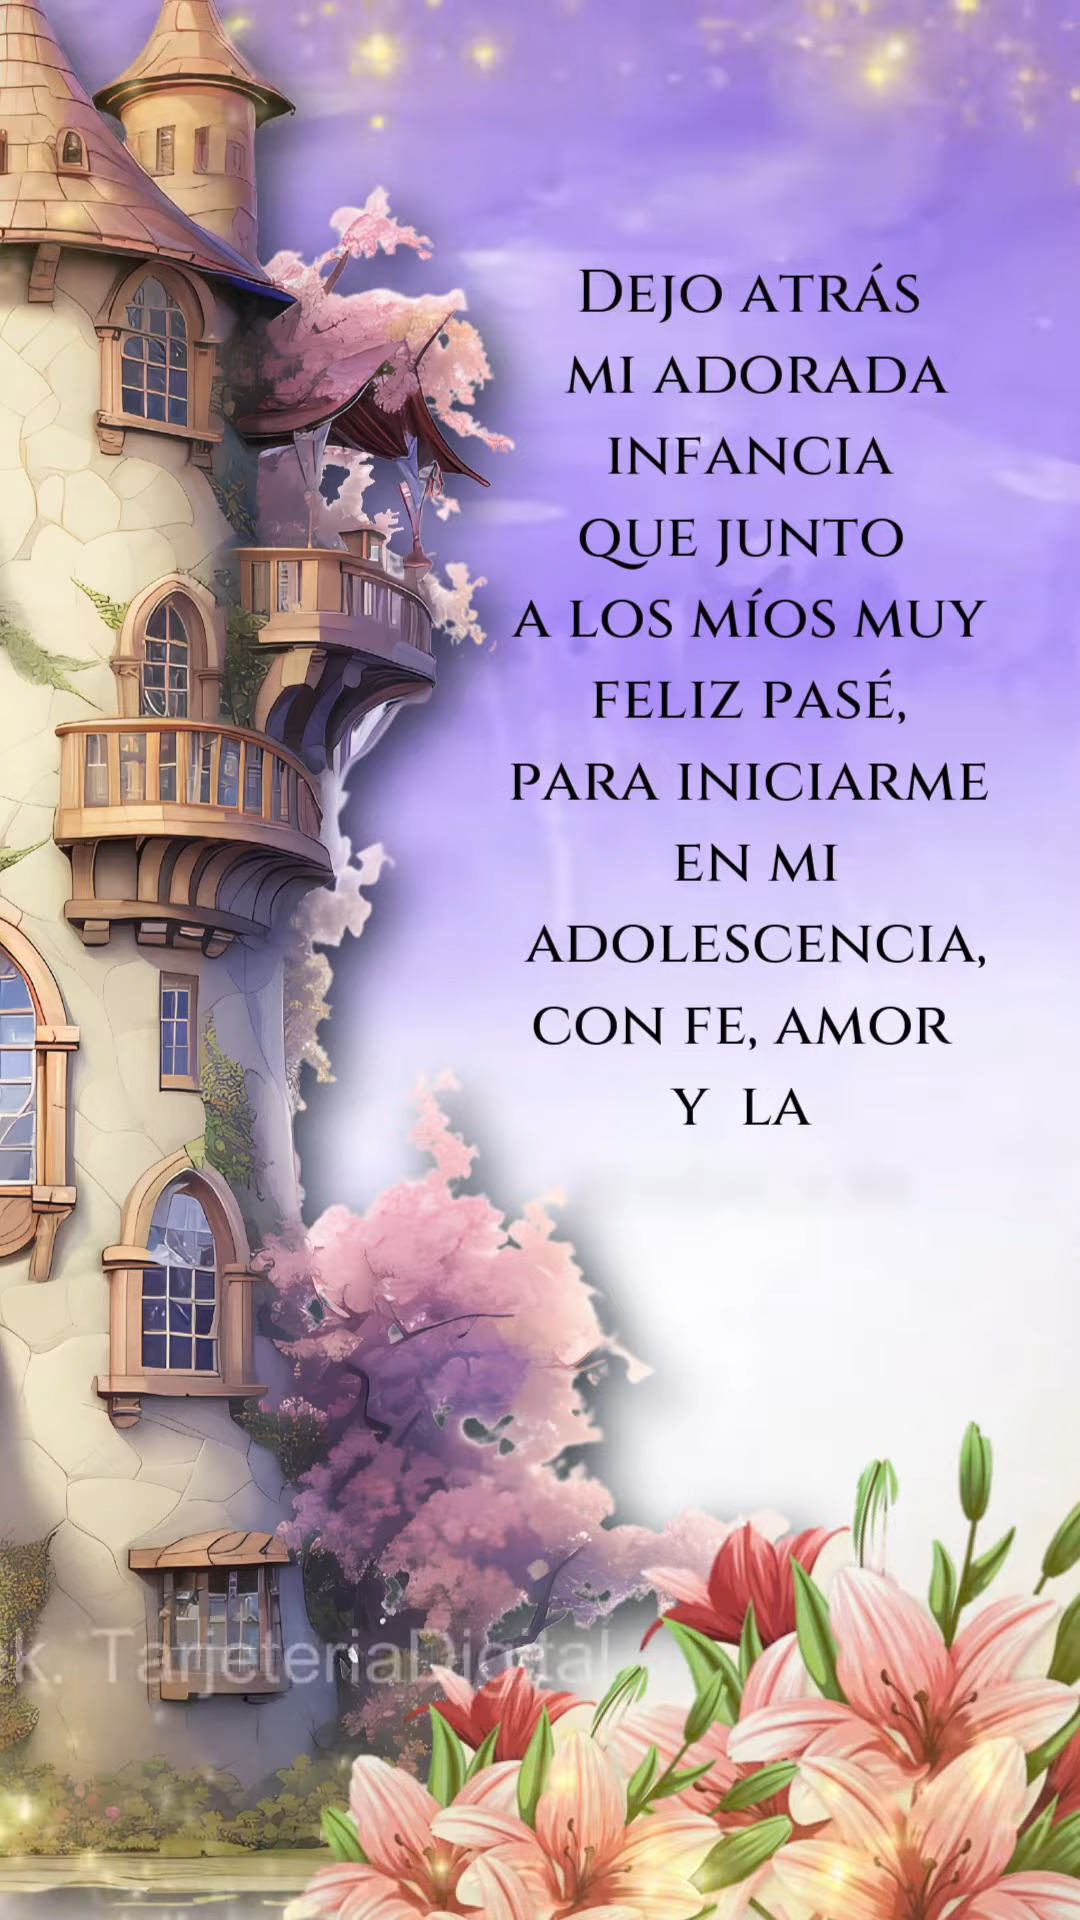 Dejo atrás
mi adorada
infancia
que junto
a los míos muy
feliz pasé,
para iniciarme
en mi
adolescencia,
con fe, amor
y la
k. TarjeteriaDigital